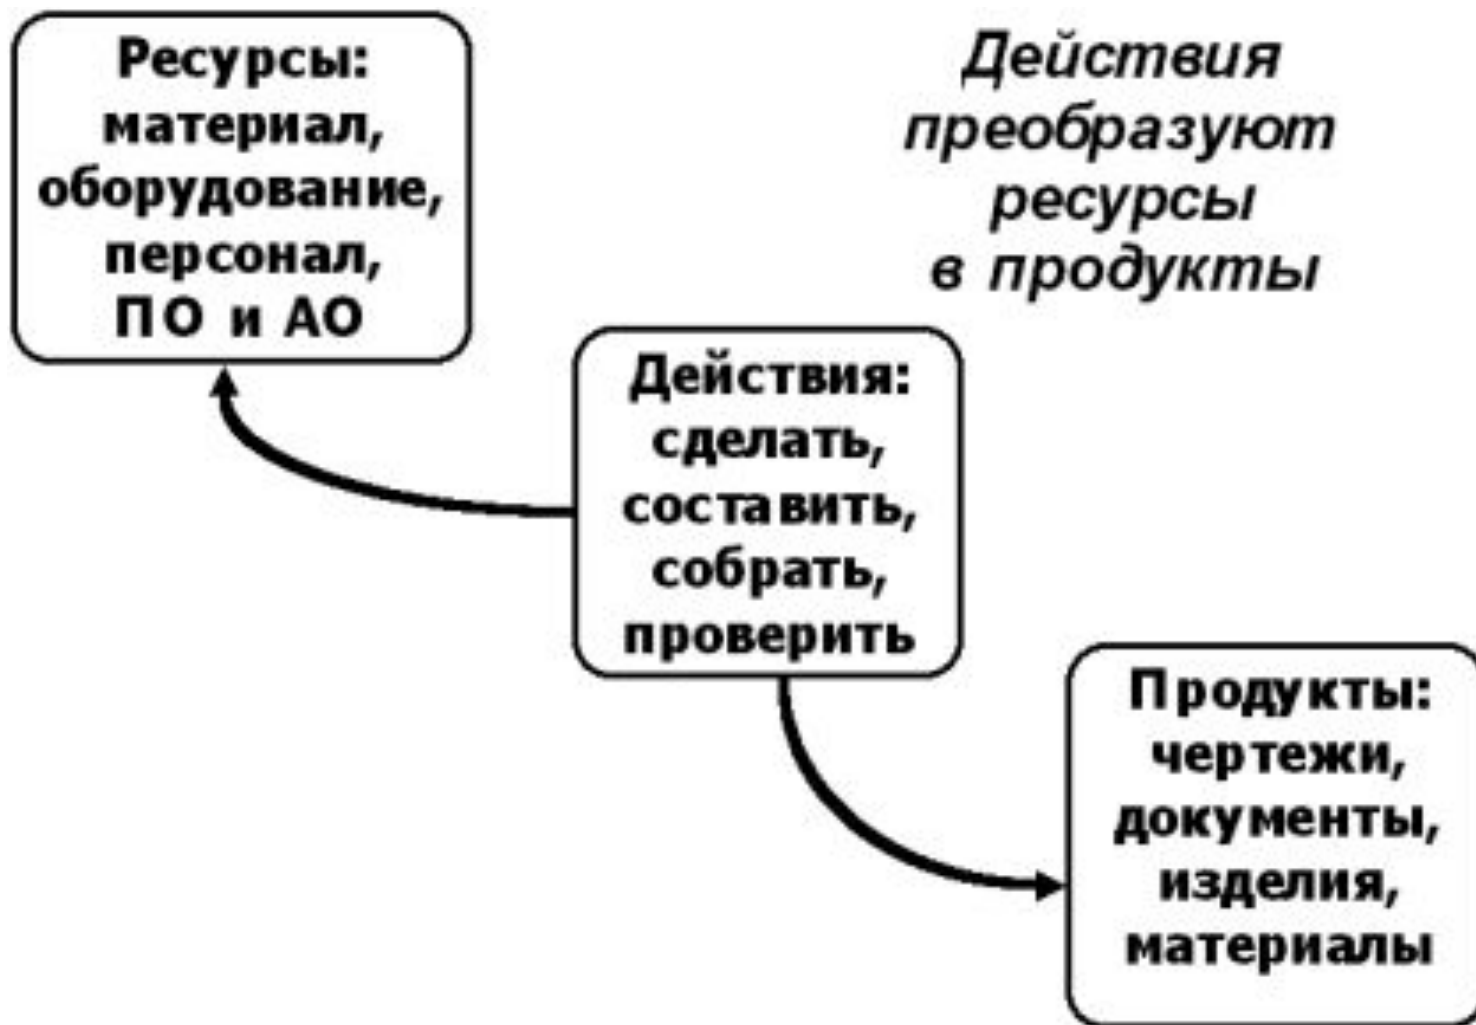 Ресурсы:
материал,
оборудование,
персонал,
ПО и АО
Действия
преобразуют
ресурсы
в продукты
Действия:
сделать,
составить,
собрать,
проверить
Продукты:
чертежи,
документы,
изделия,
материалы